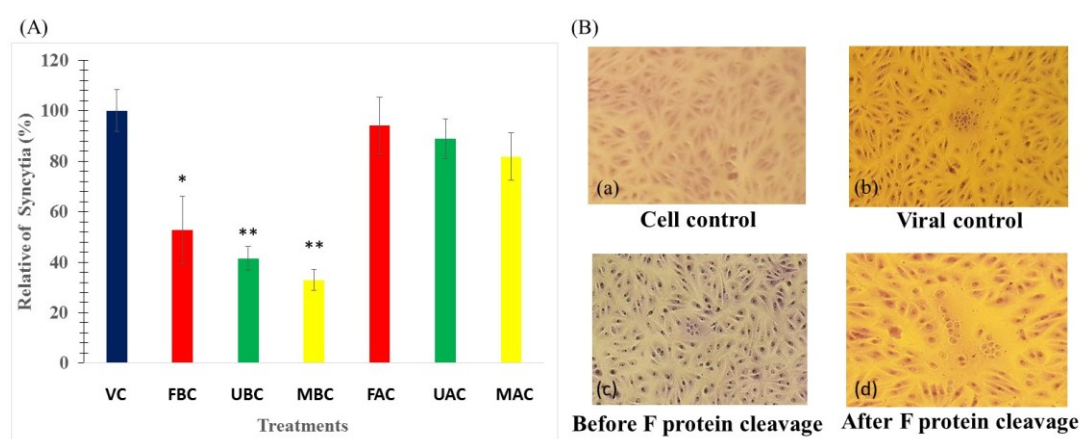 (A)
Relative of Syncytia (%)
120
100
80
60
40
20
0
*
**
**
VC FBC UBC MBC FAC UAC MAC
Treatments
(B)
(a)
Cell control
(b)
Viral control
(c)
Before F protein cleavage
(d)
After F protein cleavage